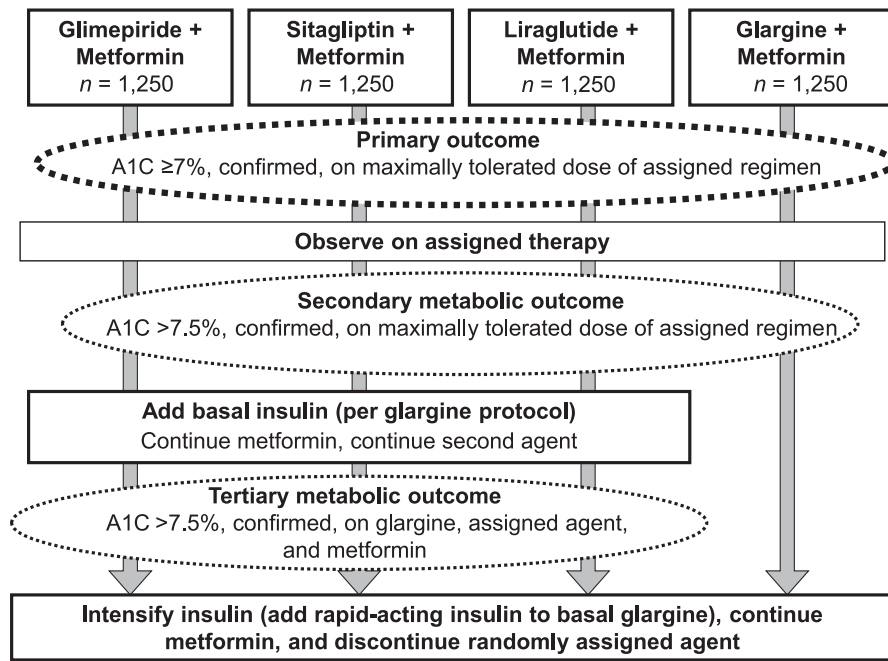 Glimepiride +
Metformin
n = 1,250
Sitagliptin +
Metformin
n = 1,250
Liraglutide +
Metformin
n = 1,250
Glargine +
Metformin
n = 1,250
Primary outcome
A1C ≥7%, confirmed, on maximally tolerated dose of assigned regimen
Observe on assigned therapy
Secondary metabolic outcome
A1C >7.5%, confirmed, on maximally tolerated dose of assigned regimen
Add basal insulin (per glargine protocol)
Continue metformin, continue second agent
Tertiary metabolic outcome
A1C >7.5%, confirmed, on glargine, assigned agent,
and metformin
Intensify insulin (add rapid-acting insulin to basal glargine), continue
metformin, and discontinue randomly assigned agent